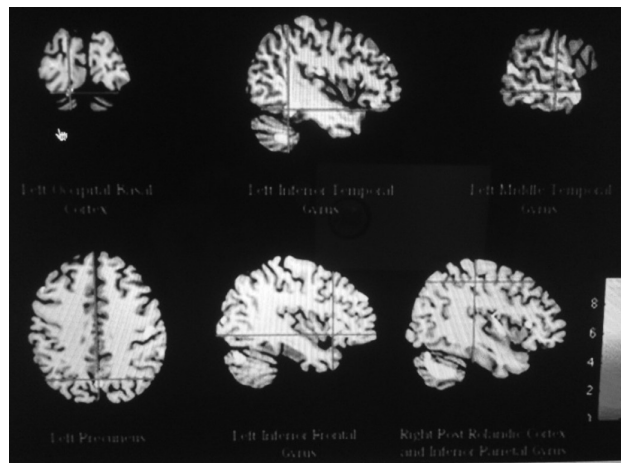 Left Occipital Basal
Cortex
Left Inferior Temporal
Gyrus
Left Middle Temporal
Gyrus
Left Precuneus
Left Inferior Frontal
Gyrus
Right Post Rolandic Cortex
and Inferior Parietal Gyrus
8
6
4
2